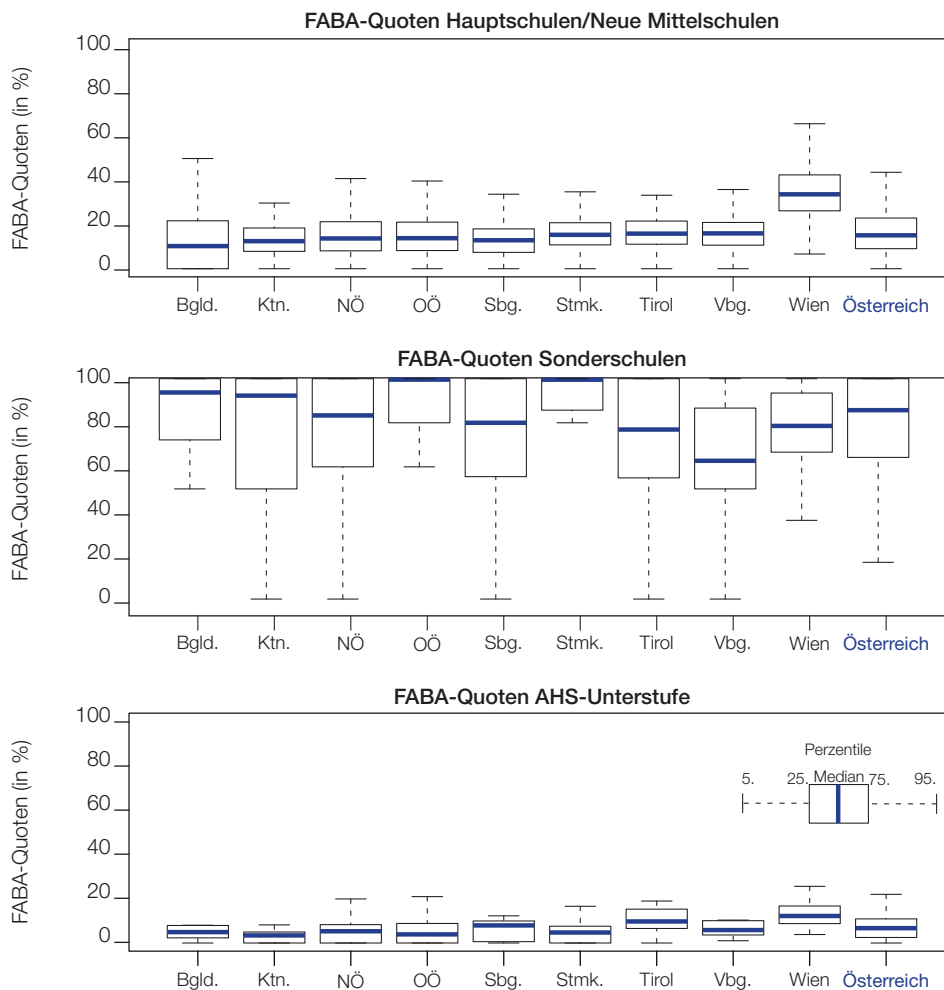 FABA-Quoten Hauptschulen/Neue Mittelschulen
FABA-Quoten (in %)
100
80
60
40
20
0
Bgld. Ktn. NÖ OÖ Sbg. Stmk. Tirol Vbg. Wien Österreich
FABA-Quoten Sonderschulen
FABA-Quoten (in %)
100
80
60
40
20
0
Bgld. Ktn. NÖ OÖ Sbg. Stmk. Tirol Vbg. Wien Österreich
FABA-Quoten AHS-Unterstufe
FABA-Quoten (in %)
100
80
60
40
20
0
Perzentile
5. 25. Median 75. 95.
Bgld. Ktn. NÖ OÖ Sbg. Stmk. Tirol Vbg. Wien Österreich